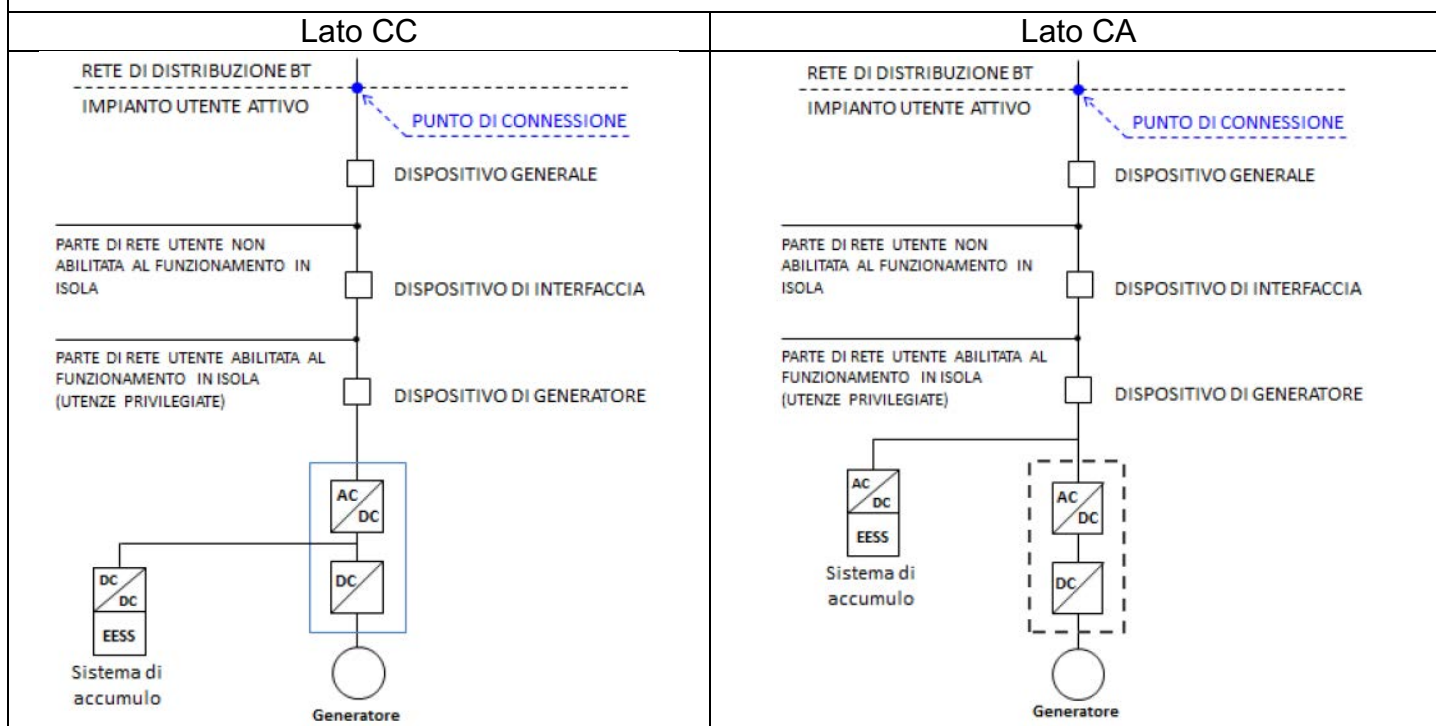 Lato CC
RETE DI DISTRIBUZIONE BT
IMPIANTO UTENTE ATTIVO
PUNTO DI CONNESSIONE
DISPOSITIVO GENERALE
PARTE DI RETE UTENTE NON
ABILITATA AL FUNZIONAMENTO IN
ISOLA
DISPOSITIVO DI INTERFACCIA
PARTE DI RETE UTENTE ABILITATA AL
FUNZIONAMENTO IN ISOLA
(UTENZE PRIVILEGIATE)
DISPOSITIVO DI GENERATORE
AC
DC
DC
DC
DC
EESS
Sistema di
accumulo
Generatore
Lato CA
RETE DI DISTRIBUZIONE BT
IMPIANTO UTENTE ATTIVO
PUNTO DI CONNESSIONE
DISPOSITIVO GENERALE
PARTE DI RETE UTENTE NON
ABILITATA AL FUNZIONAMENTO IN
ISOLA
DISPOSITIVO DI INTERFACCIA
PARTE DI RETE UTENTE ABILITATA AL
FUNZIONAMENTO IN ISOLA
(UTENZE PRIVILEGIATE)
DISPOSITIVO DI GENERATORE
AC
DC
EESS
Sistema di
accumulo
AC
DC
DC
Generatore